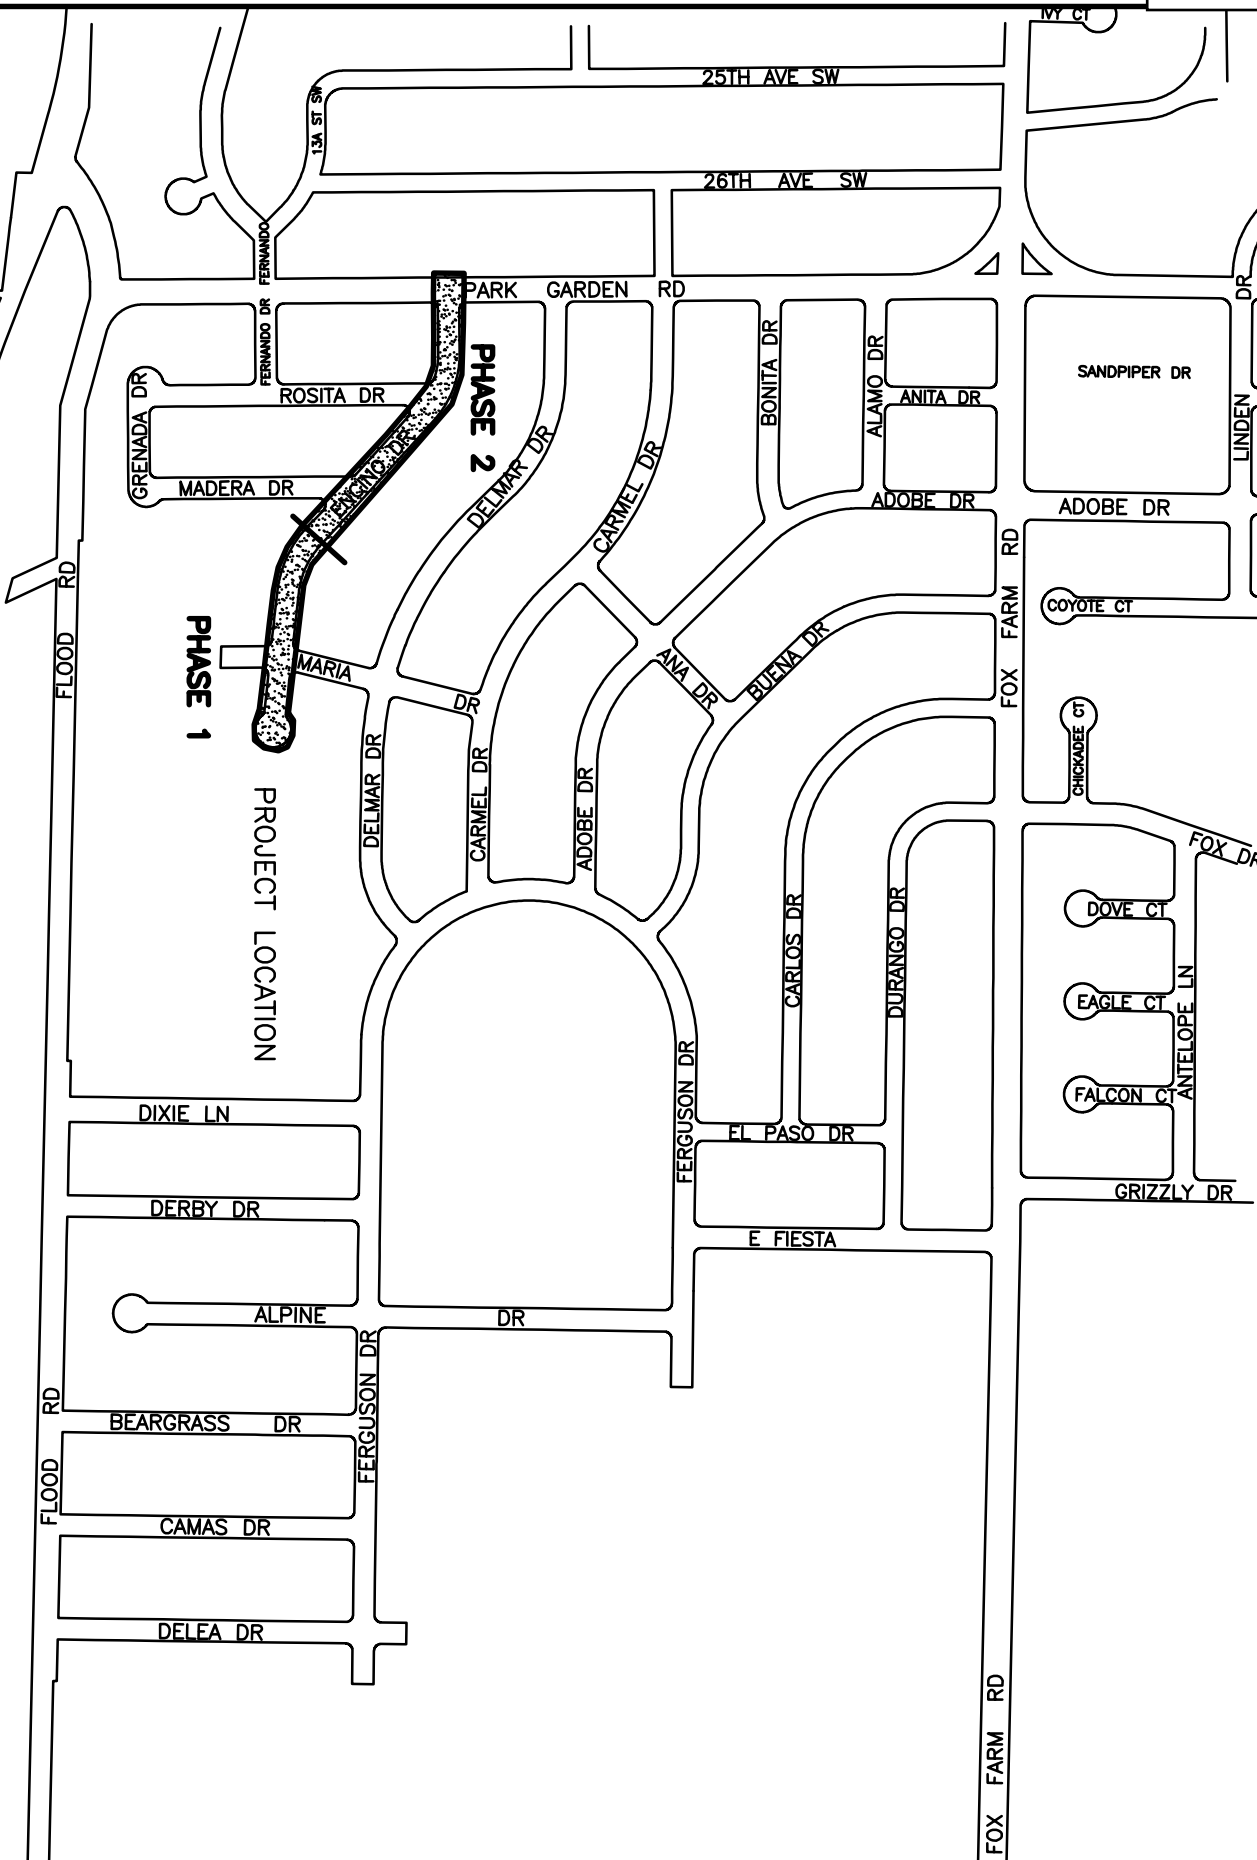 IVY CT
25TH AVE SW
13A ST SW
26TH AVE SW
FERNANDO
PARK GARDEN RD
DR
FERNANDO DR
PHASE 2
BONITA DR
ALAMO DR
SANDPIPER DR
GRENADA DR
ROSITA DR
ANITA DR
LINDEN
ENCINO DR
DELMAR DR
CARMEL DR
MADERA DR
ADOBE DR
ADOBE DR
FLOOD RD
FOX FARM RD
COYOTE CT
PHASE 1
MARIA
DR
ANA DR
BUENA DR
CHICKADEE CT
DELMAR DR
CARMEL DR
ADOBE DR
PROJECT LOCATION
FOX DR
CARLOS DR
DURANGO DR
DOVE CT
EAGLE CT
ANTELOPE LN
FALCON CT
FERGUSON DR
DIXIE LN
EL PASO DR
GRIZZLY DR
DERBY DR
E FIESTA
ALPINE
DR
FERGUSON DR
FLOOD RD
BEARGRASS DR
CAMAS DR
DELEA DR
FOX FARM RD